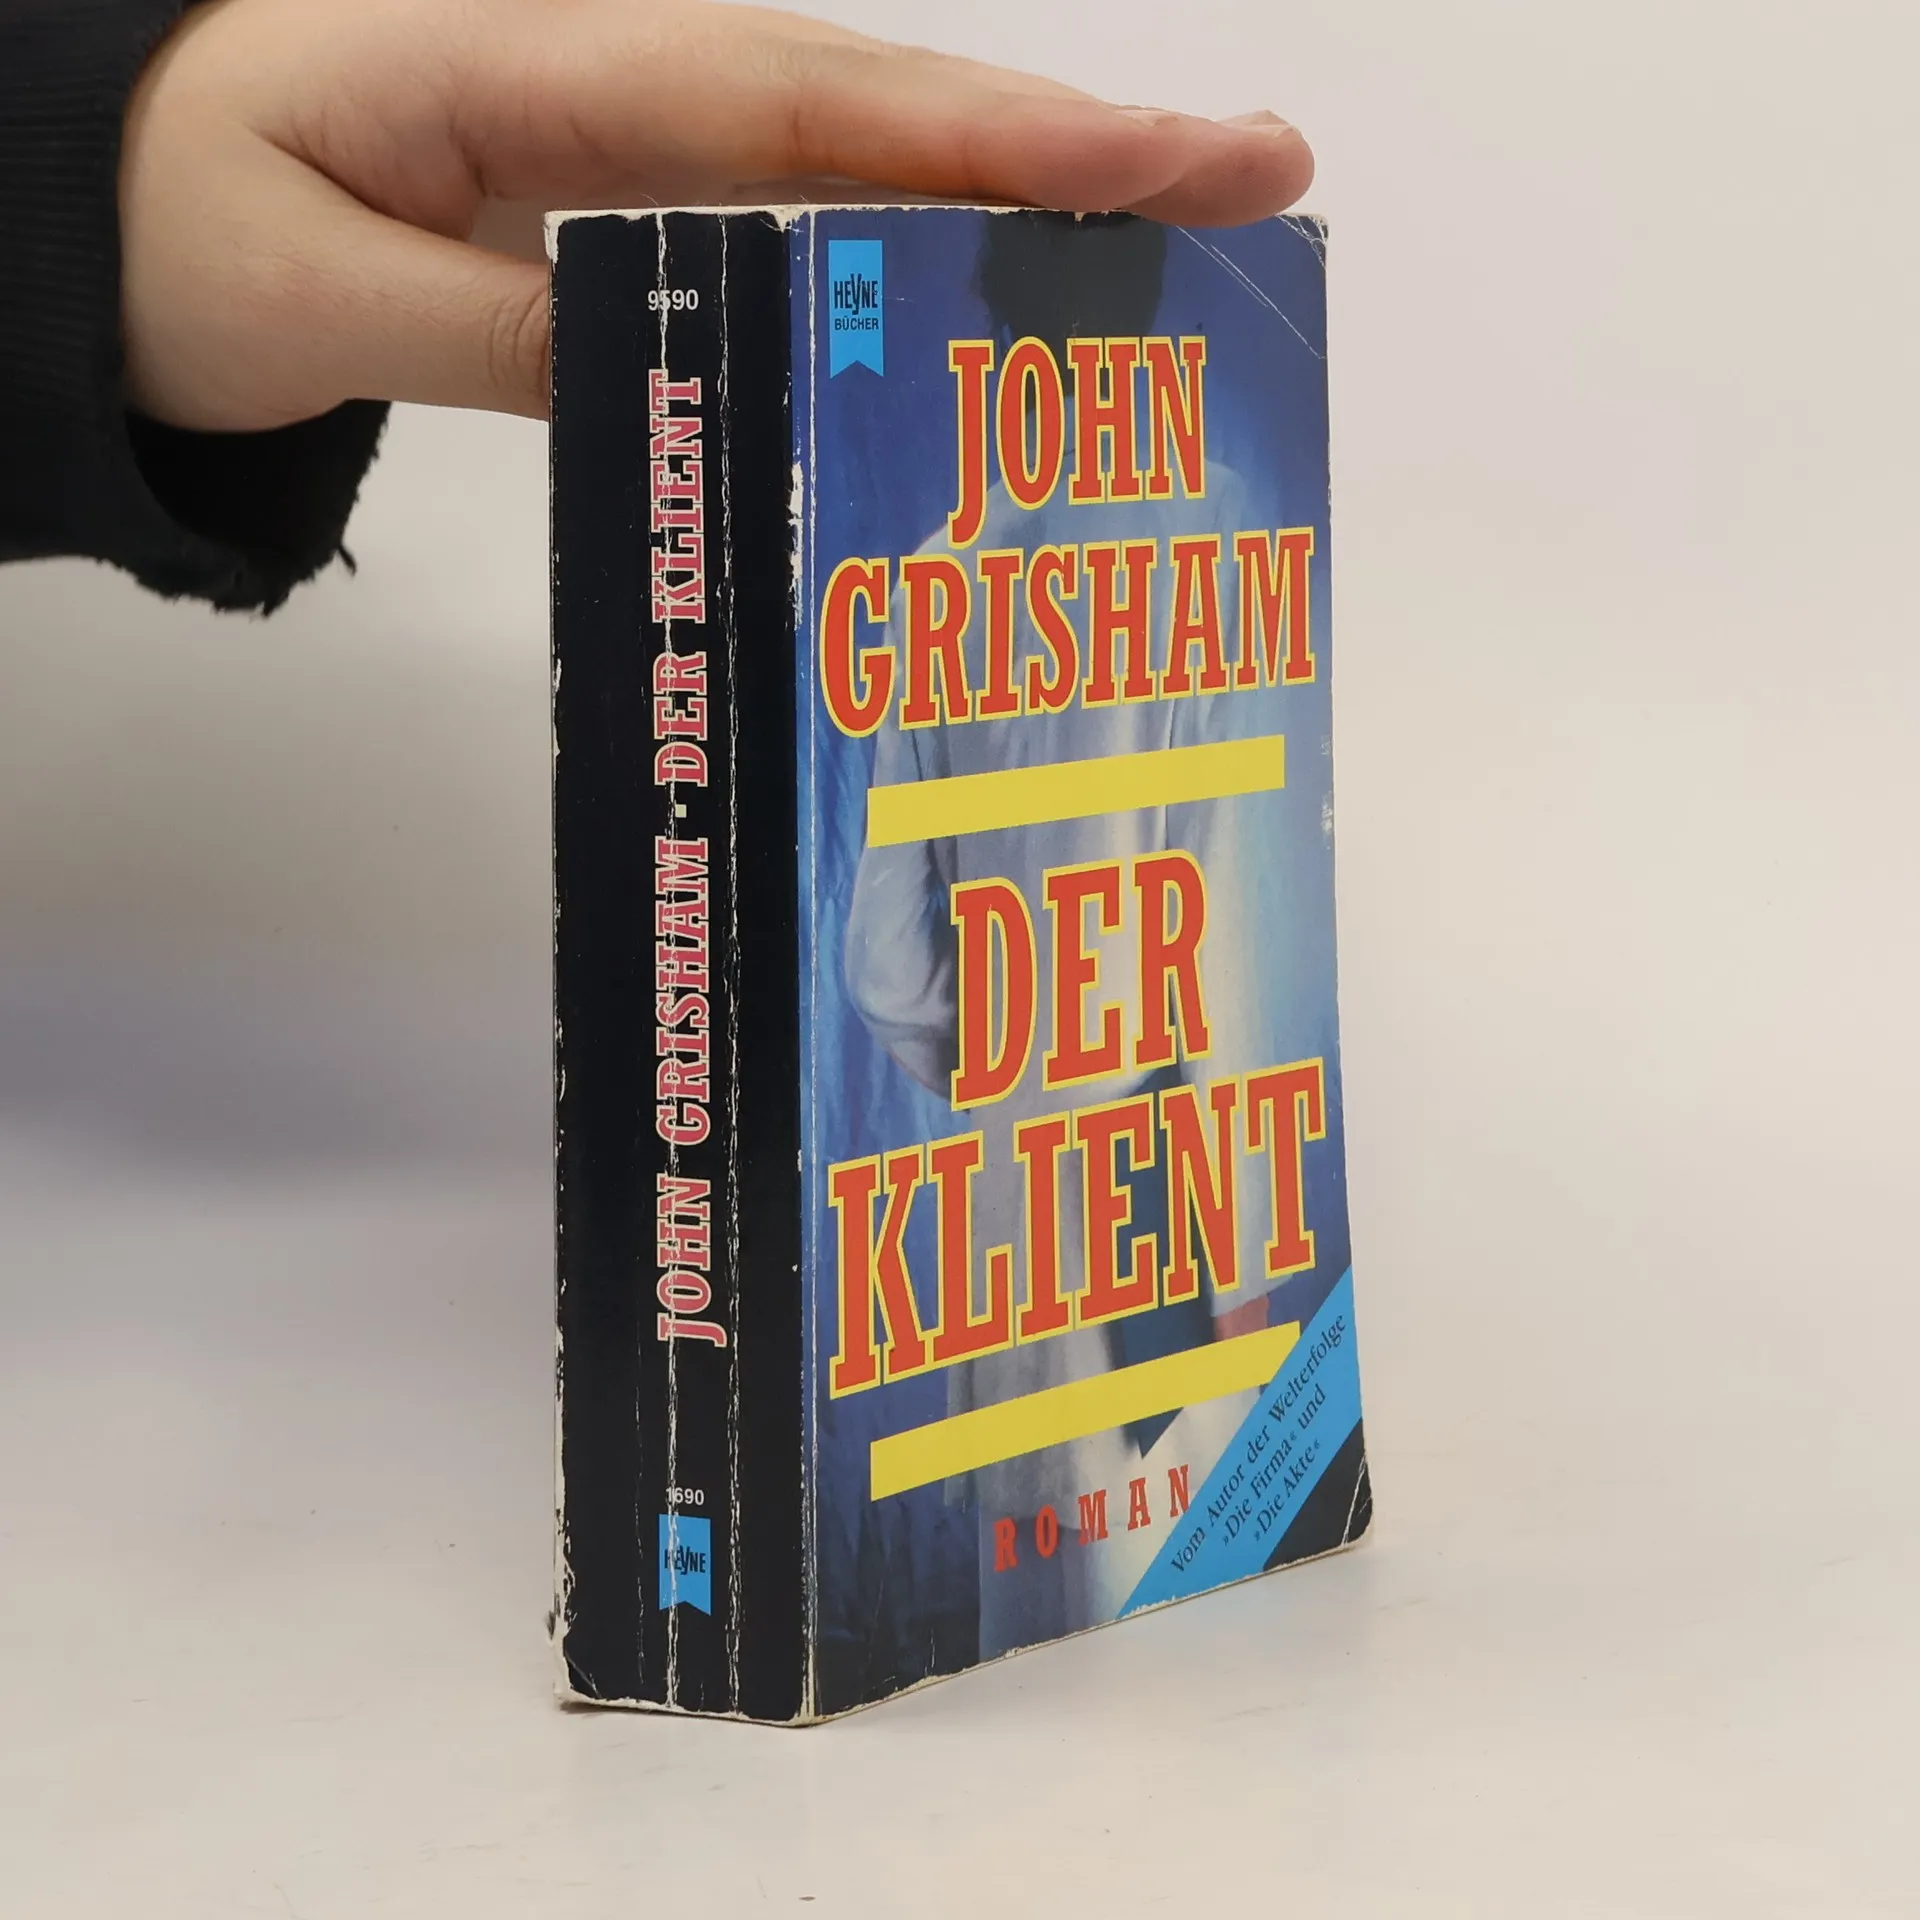 9590
JOHN GRISHAM · DER KLIENT
1690
HEYNE
HEYNE
BÜCHER
JOHN
GRISHAM
DER
KLIENT
ROMAN
Vom Autor der Welterfolge
»Die Firma« und
»Die Akte«